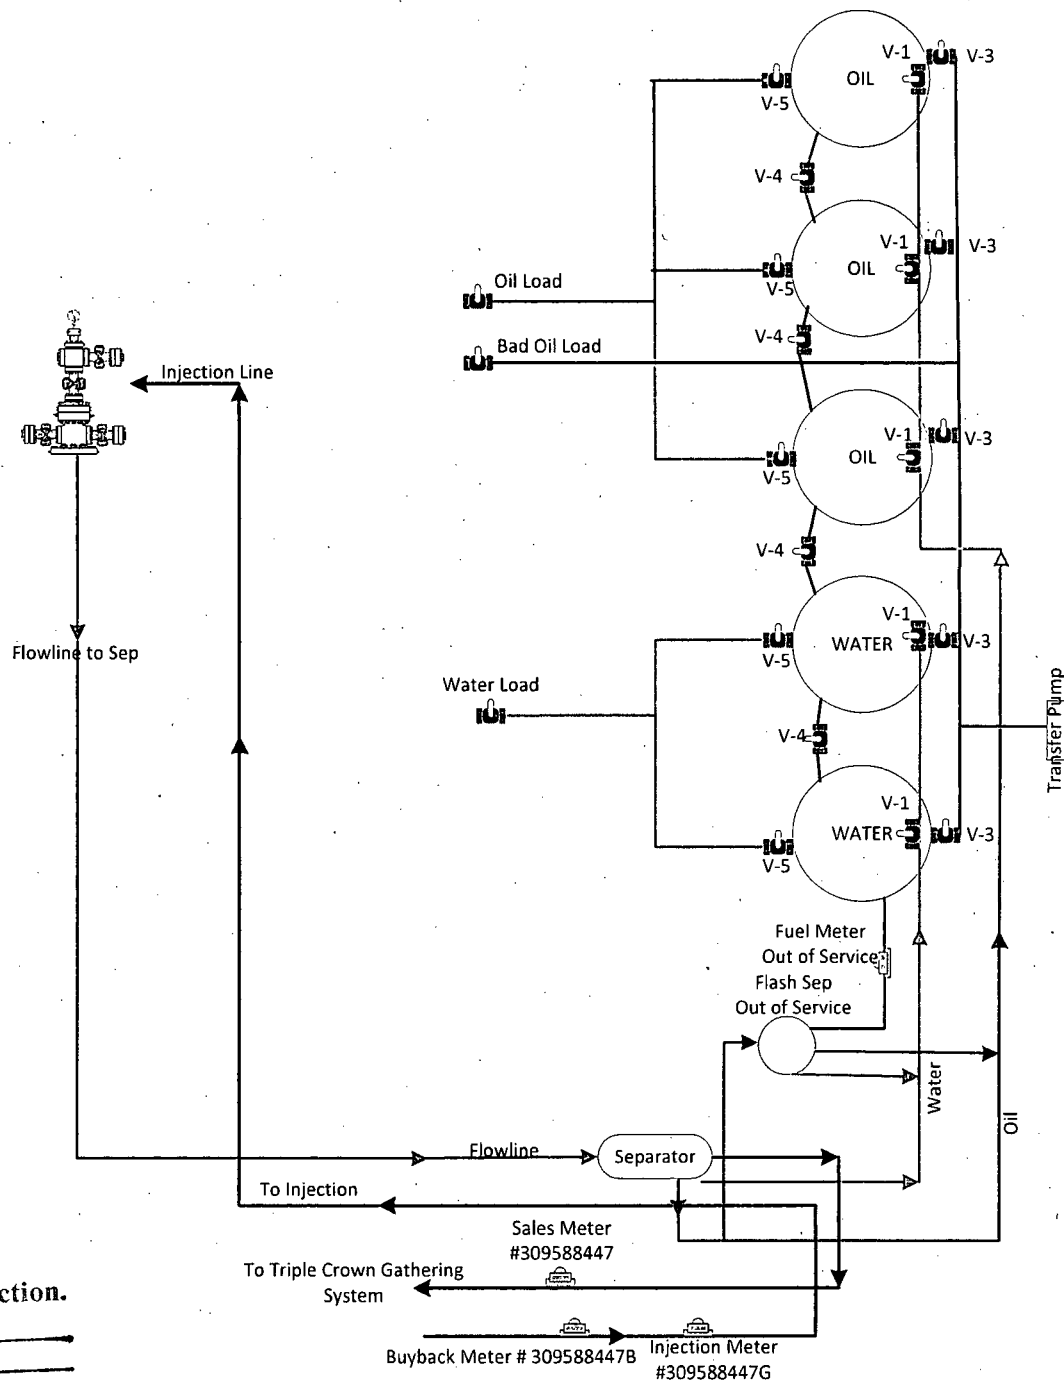 V-1
V-3
OIL
V-5
V-4
V-1
V-3
OIL
Oil Load
V-5
V-4
Bad Oil Load
Injection Line
V-1
V-3
OIL
V-5
V-4
V-1
Flowline to Sep
WATER
V-3
V-5
Water Load
V-4
Transfer Pump
V-1
WATER
V-3
V-5
Fuel Meter
Out of Service
Flash Sep
Out of Service
Water
Oil
Flowline
Separator
To Injection
Sales Meter
#309588447
To Triple Crown Gathering
System
ction.
Buyback Meter # 309588447B
Injection Meter
#309588447G